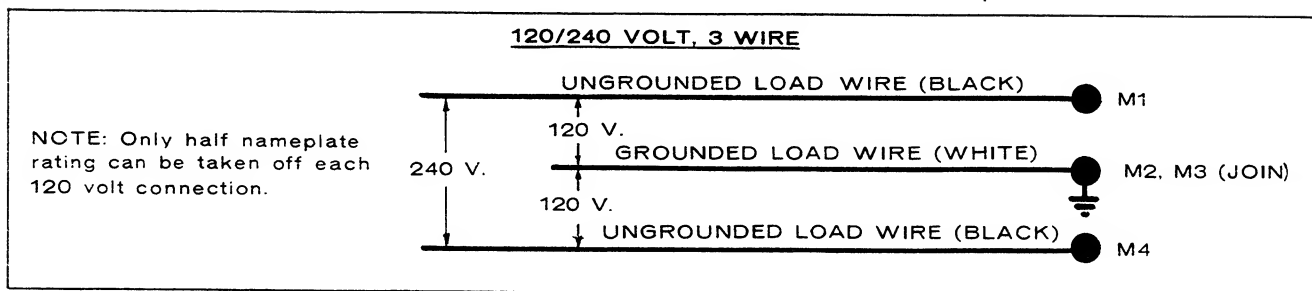 120/240 VOLT, 3 WIRE
UNGROUNDED LOAD WIRE (BLACK)
M1
NOTE: Only half nameplate
rating can be taken off each
120 volt connection.
120 V.
240 V.
GROUNDED LOAD WIRE (WHITE)
M2, M3 (JOIN)
120 V.
UNGROUNDED LOAD WIRE (BLACK)
M4